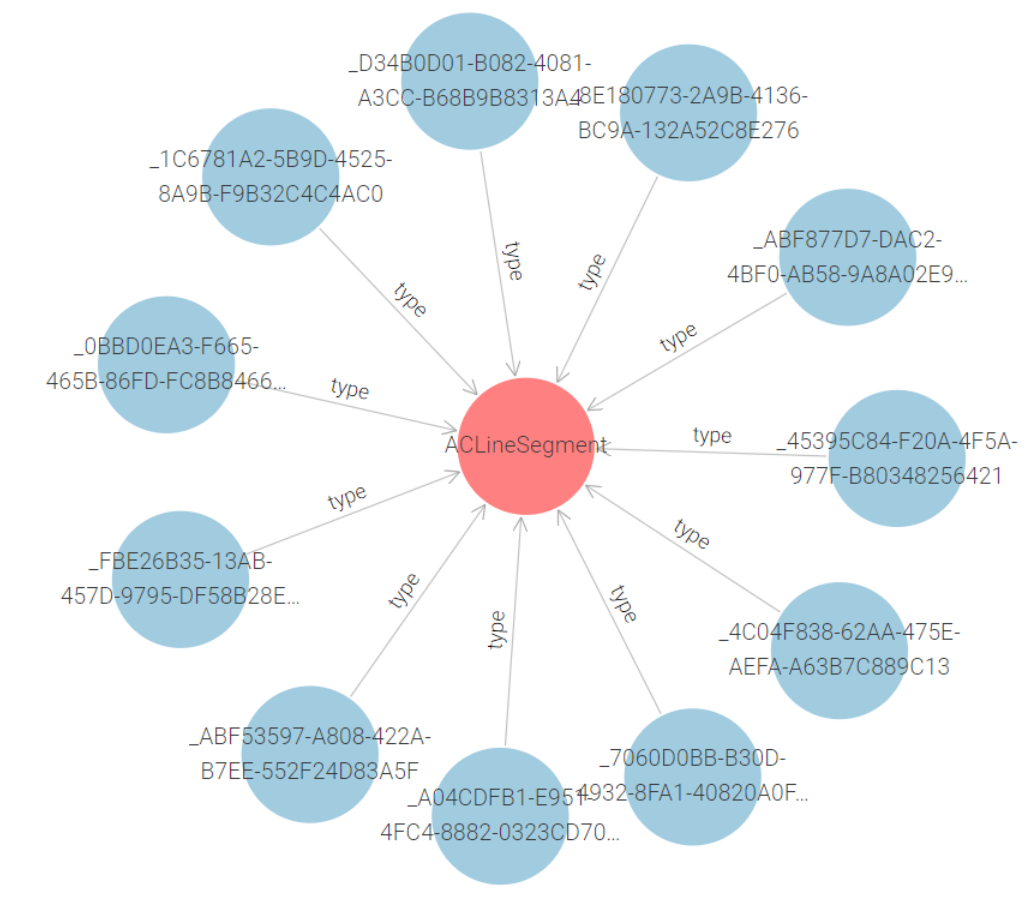 _D34B0D01-B082-4081-
A3CC-B68B9B8313A4
_8E180773-2A9B-4136-
BC9A-132A52C8E276
_1C6781A2-5B9D-4525-
8A9B-F9B32C4C4AC0
_ABF877D7-DAC2-
4BF0-AB58-9A8A02E9…
type
type
type
type
type
_0BBD0EA3-F665-
465B-86FD-FC8B8466…
type
ACLineSegment
_45395C84-F20A-4F5A-
977F-B80348256421
type
type
_FBE26B35-13AB-
457D-9795-DF58B28E…
type
type
type
_4C04F838-62AA-475E-
AEFA-A63B7C889C13
_ABF53597-A808-422A-
B7EE-552F24D83A5F
_7060D0BB-B30D-
4932-8FA1-40820A0F…
_A04CDFB1-E951-
4FC4-8882-0323CD70…
type